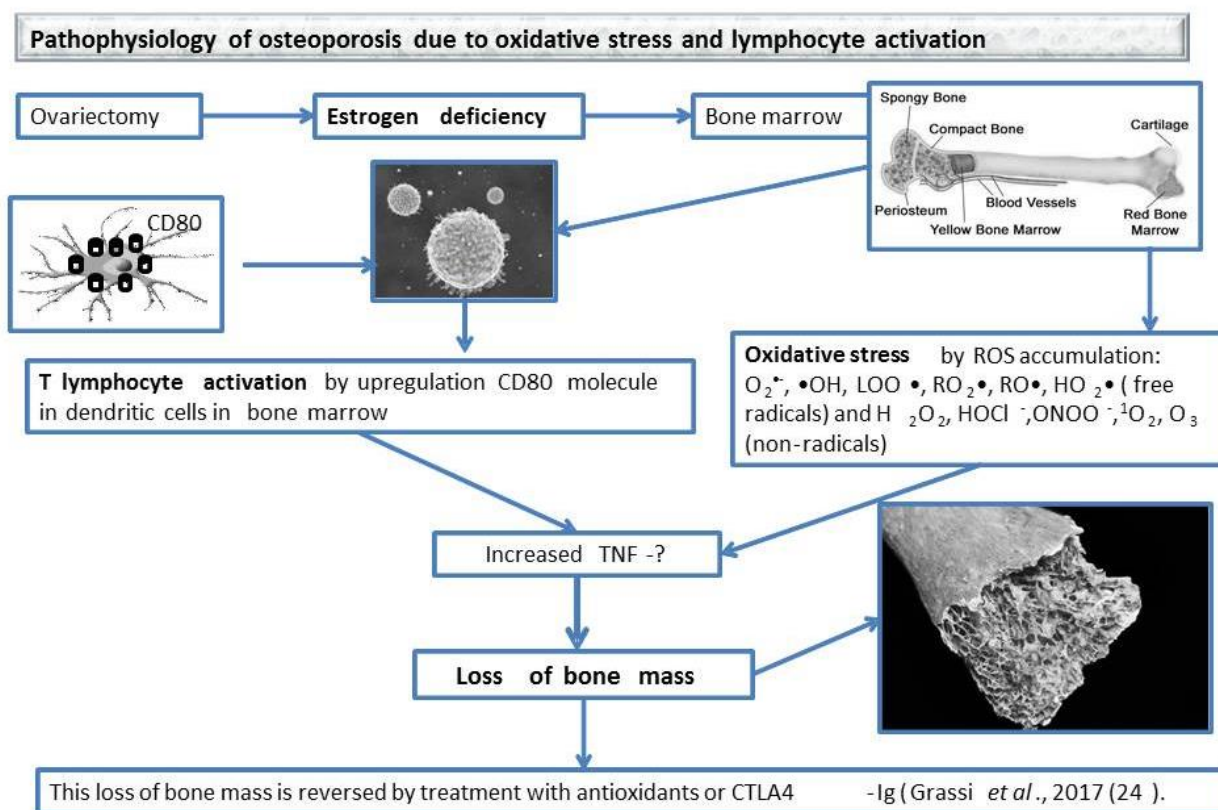 Pathophysiology of osteoporosis due to oxidative stress and lymphocyte activation
Ovariectomy
Estrogen deficiency
Bone marrow
Spongy Bone
Compact Bone
Cartilage
Blood Vessels
Periosteum
Yellow Bone Marrow
Red Bone
Marrow
CD80
T lymphocyte activation by upregulation CD80 molecule
in dendritic cells in bone marrow
Oxidative stress by ROS accumulation:
O₂•⁻, •OH, LOO •, RO₂•, RO•, HO ₂• ( free
radicals) and H ₂O₂, HOCl ⁻,ONOO ⁻,¹O₂, O₃
(non-radicals)
Increased TNF -?
Loss of bone mass
This loss of bone mass is reversed by treatment with antioxidants or CTLA4 -Ig ( Grassi et al., 2017 (24 ).